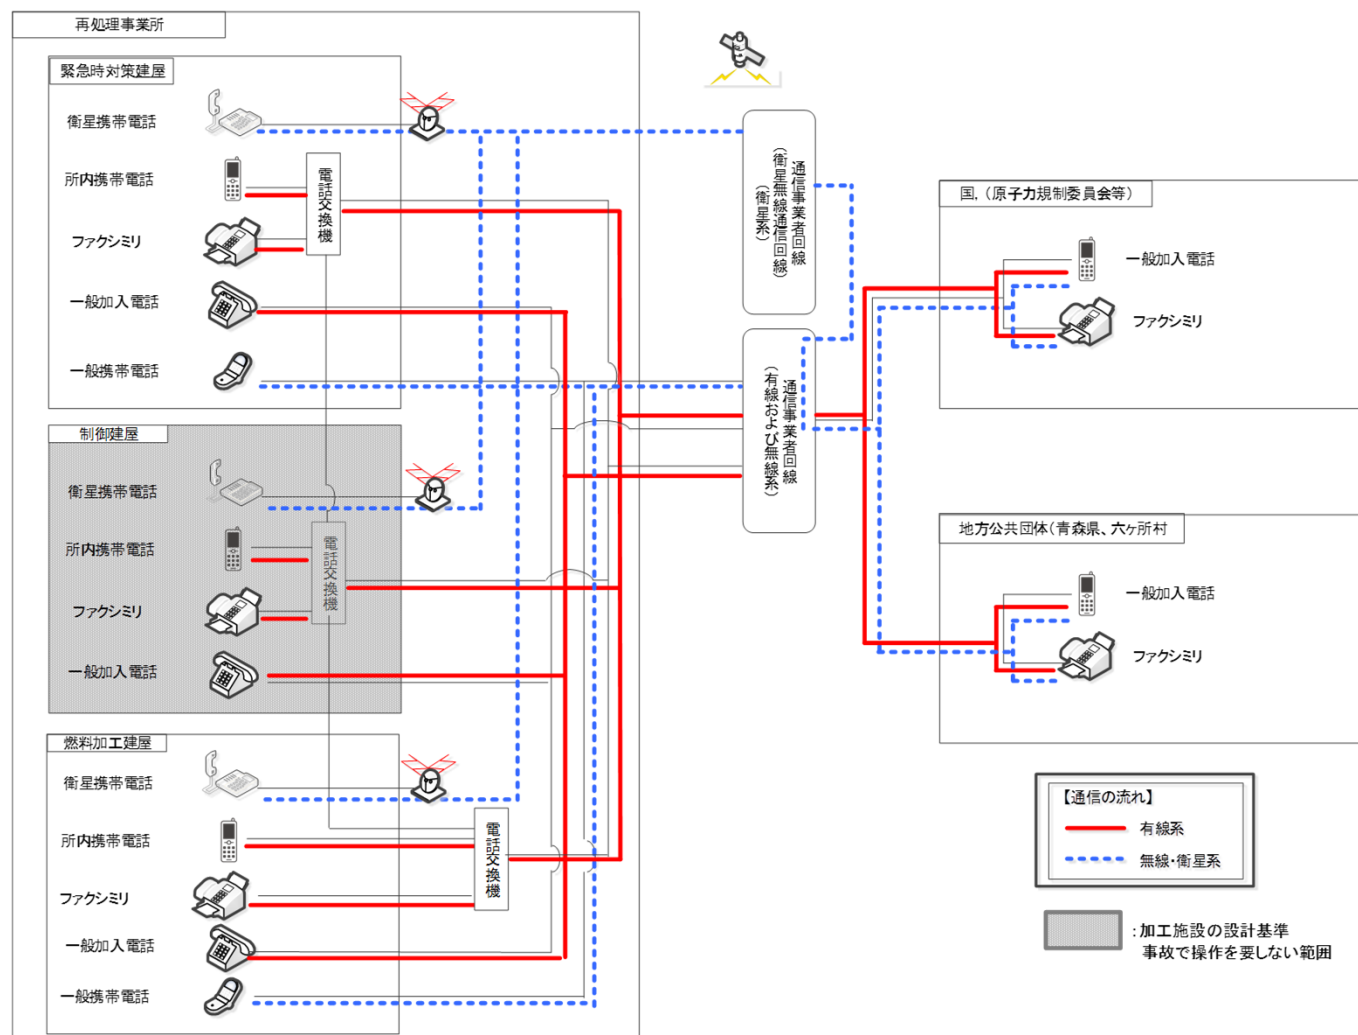 再処理事業所
緊急時対策建屋
衛星携帯電話
所内携帯電話
ファクシミリ
一般加入電話
一般携帯電話
電話交換機
制御建屋
衛星携帯電話
所内携帯電話
ファクシミリ
一般加入電話
電話交換機
燃料加工建屋
衛星携帯電話
所内携帯電話
ファクシミリ
一般加入電話
一般携帯電話
電話交換機
通信事業者回線
(衛星無線通信回線)
(衛星系)
通信事業者回線
(有線および無線系)
国，(原子力規制委員会等)
一般加入電話
ファクシミリ
地方公共団体(青森県、六ヶ所村
一般加入電話
ファクシミリ
【通信の流れ】
有線系
無線・衛星系
：加工施設の設計基準
事故で操作を要しない範囲